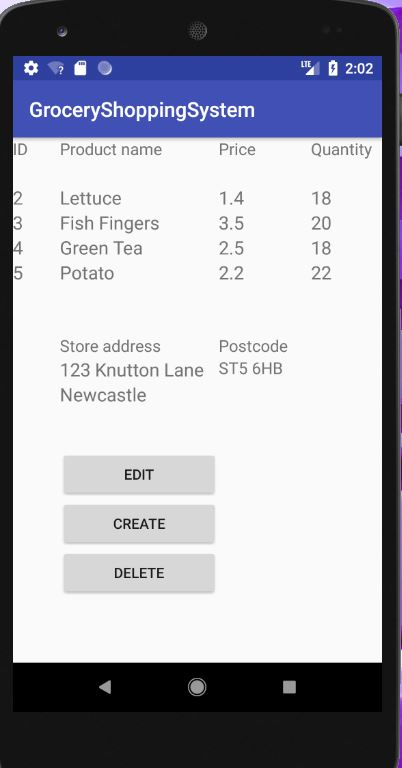 LTE 2:02
GroceryShoppingSystem
ID Product name Price Quantity
2 Lettuce 1.4 18
3 Fish Fingers 3.5 20
4 Green Tea 2.5 18
5 Potato 2.2 22
Store address Postcode
123 Knutton Lane ST5 6HB
Newcastle
EDIT
CREATE
DELETE